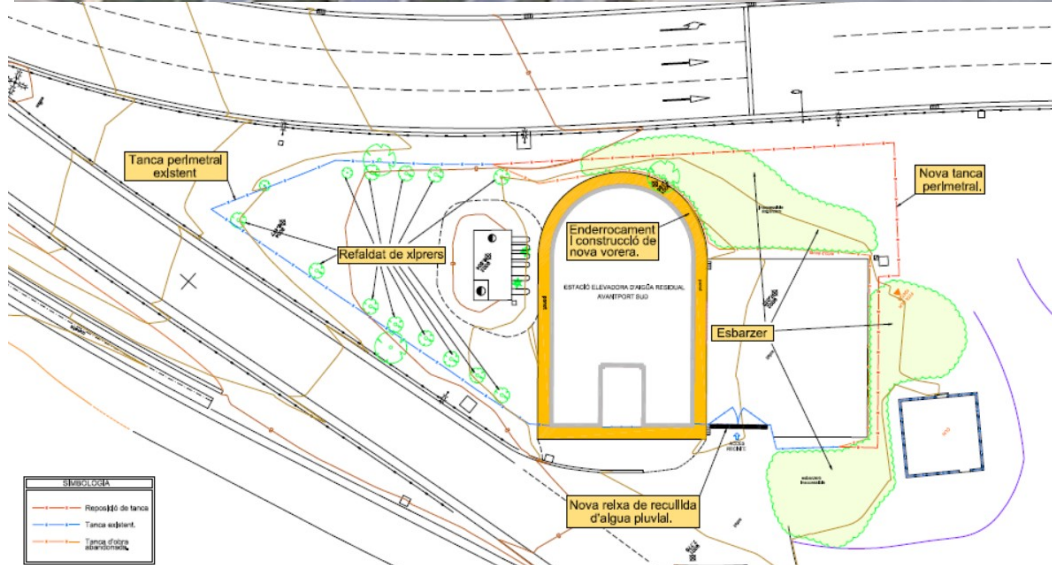 Tanca perimetral
existent
Nova tanca
perimetral.
Enderrocament
i construcció de
nova vorera.
Refaldat de xiprers
ESTACIÓ ELEVADORA D'AIGÜA RESIDUAL
AVANTPORT SUD
Esbarzer
Nova reixa de recullida
d'aigua pluvial.
SIMBOLOGÍA
Reposició de tanca
Tanca existent.
Tanca d'obra
abandonada.